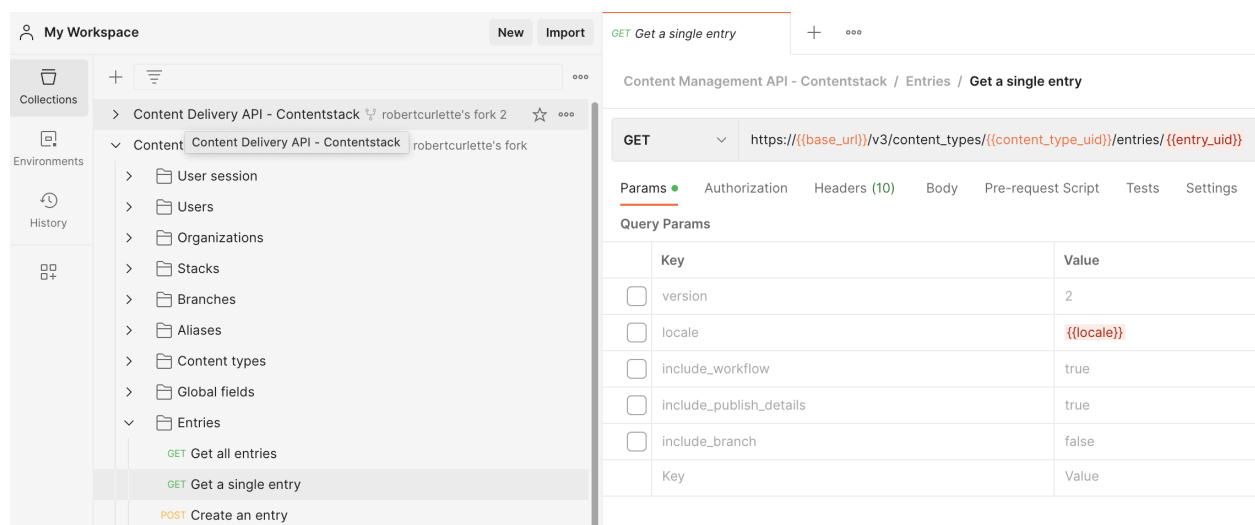 My Workspace
New
Import
Collections
Environments
History
Content Delivery API - Contentstack
robertcurlette's fork 2
Content
Content Delivery API - Contentstack
robertcurlette's fork
User session
Users
Organizations
Stacks
Branches
Aliases
Content types
Global fields
Entries
GET Get all entries
GET Get a single entry
POST Create an entry
GET Get a single entry
Content Management API - Contentstack / Entries / Get a single entry
GET
https://{{base_url}}/v3/content_types/{{content_type_uid}}/entries/{{entry_uid}}
Params Authorization Headers (10) Body Pre-request Script Tests Settings
Query Params
Key Value
version 2
locale {{locale}}
include_workflow true
include_publish_details true
include_branch false
Key Value